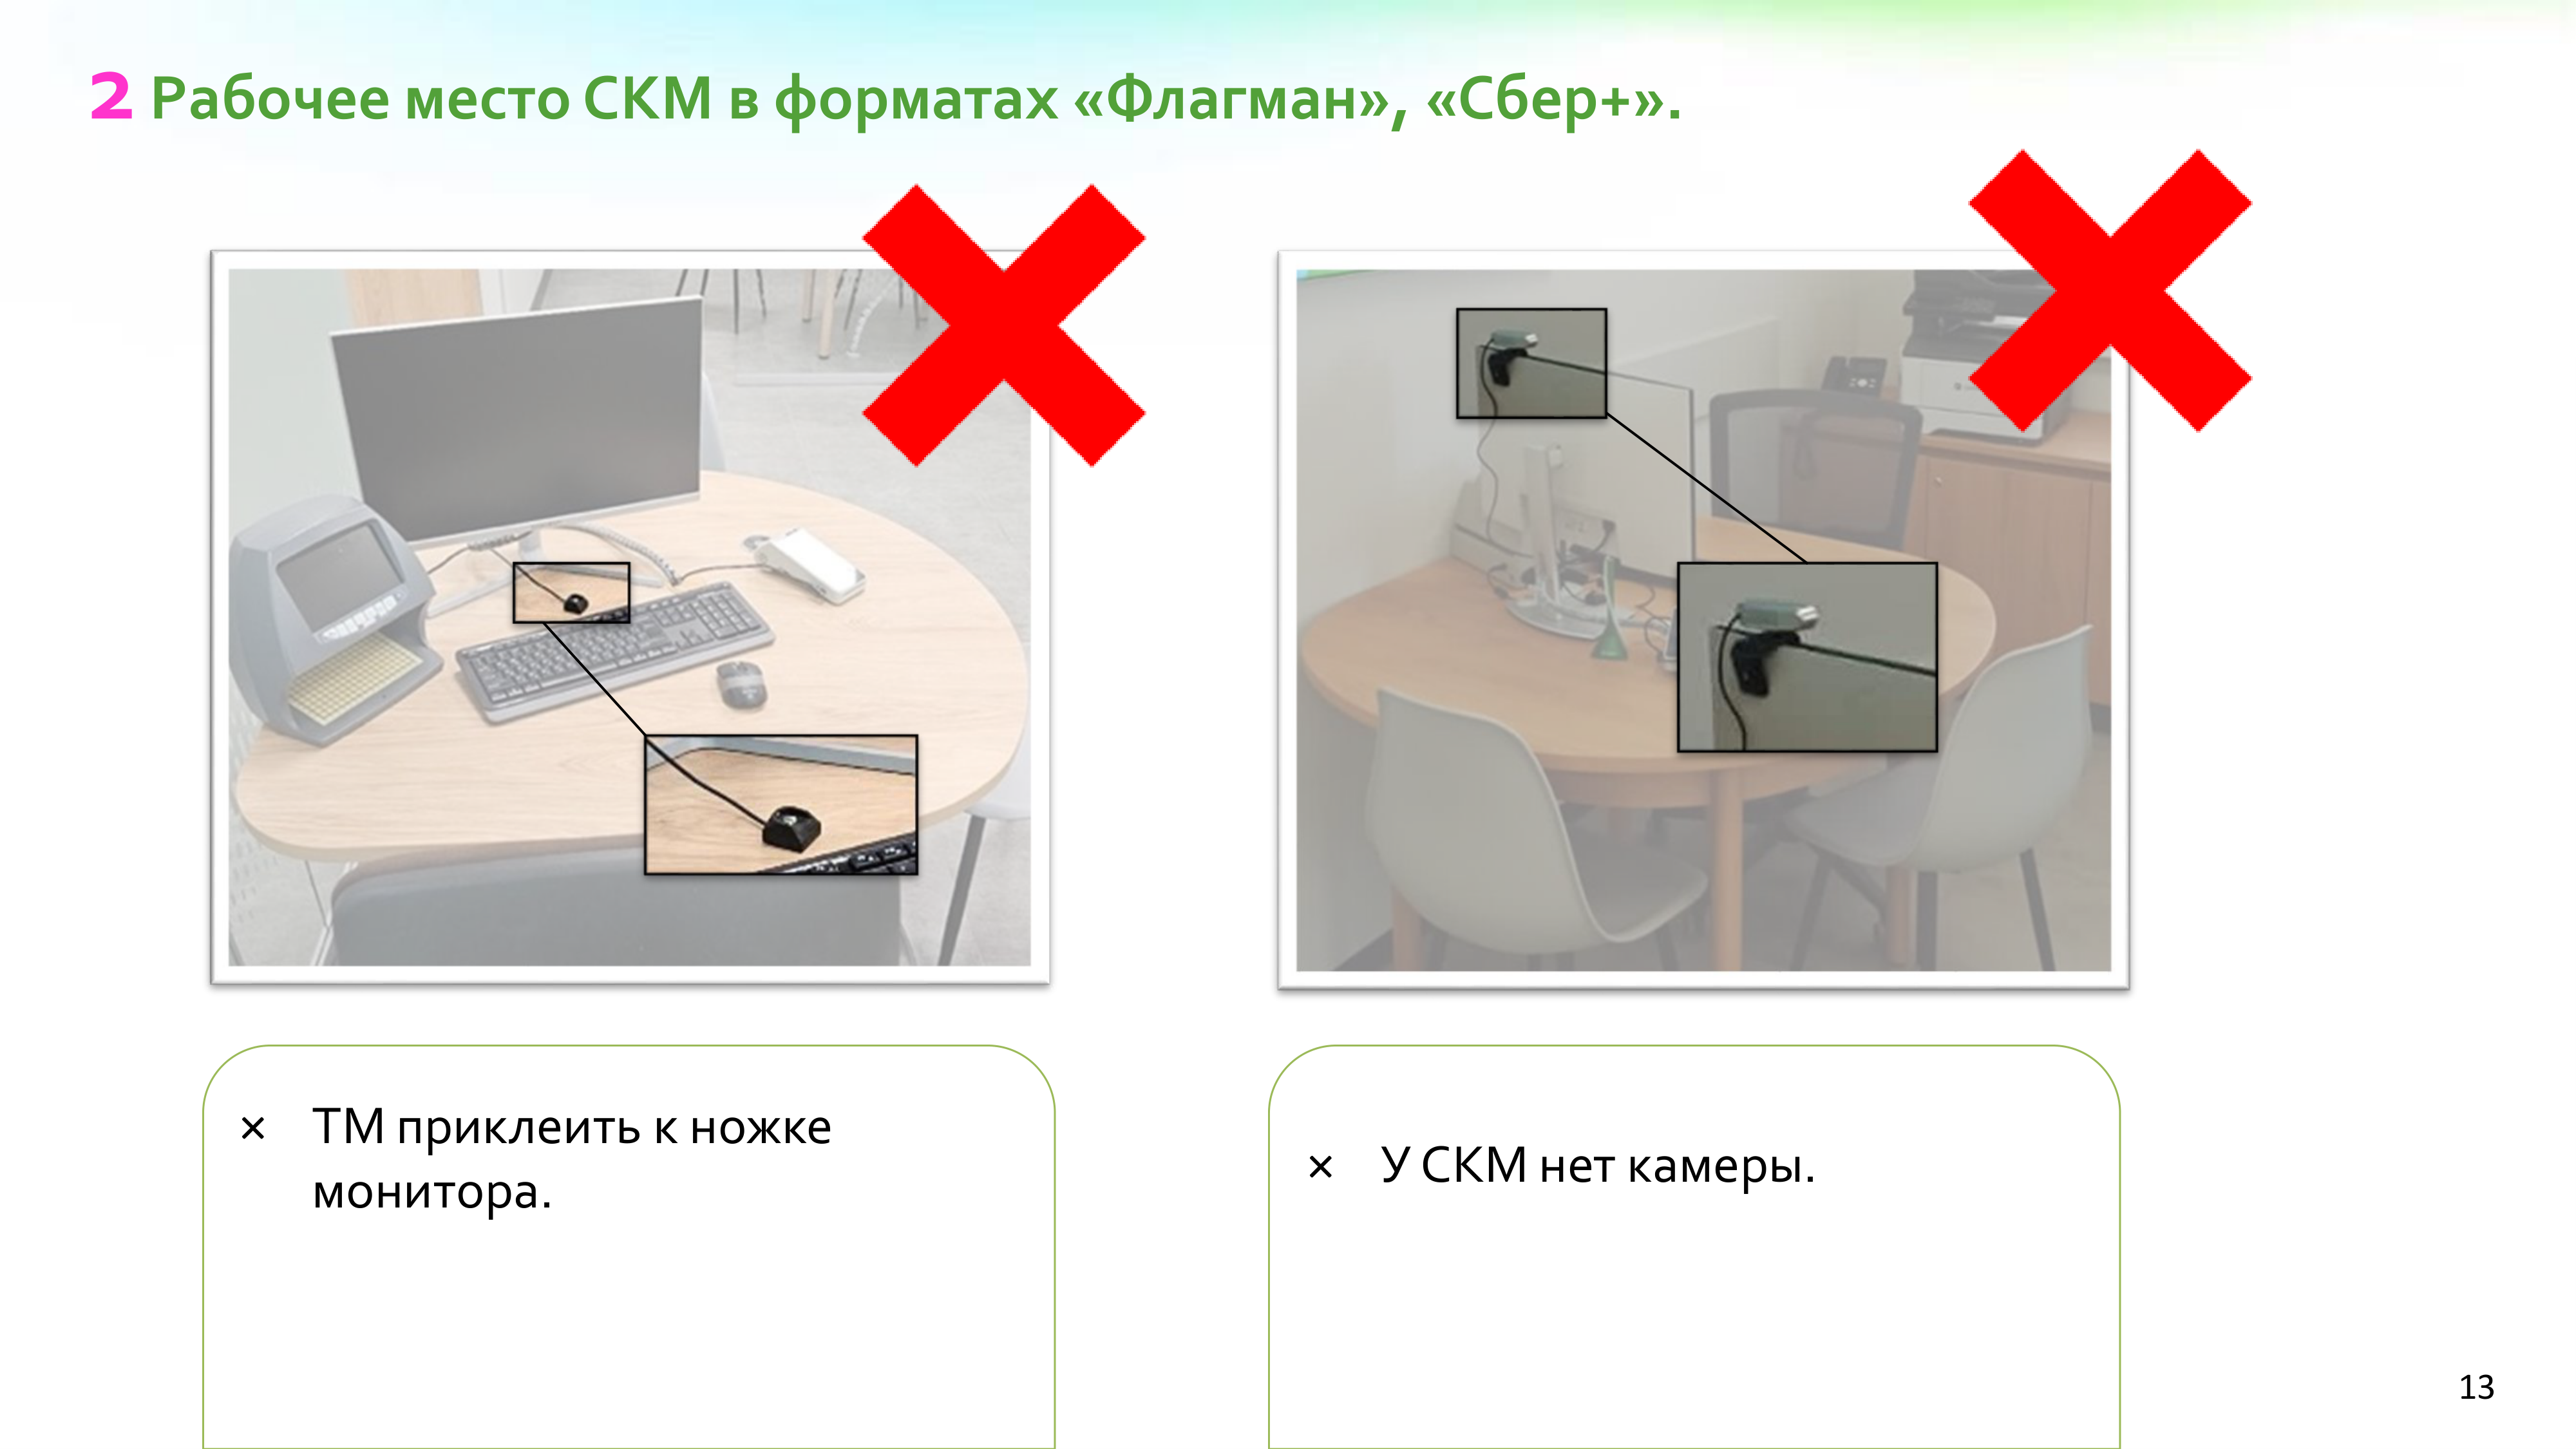 2 Рабочее место СКМ в форматах «Флагман», «Сбер+».
× ТМ приклеить к ножке
монитора.
× У СКМ нет камеры.
13